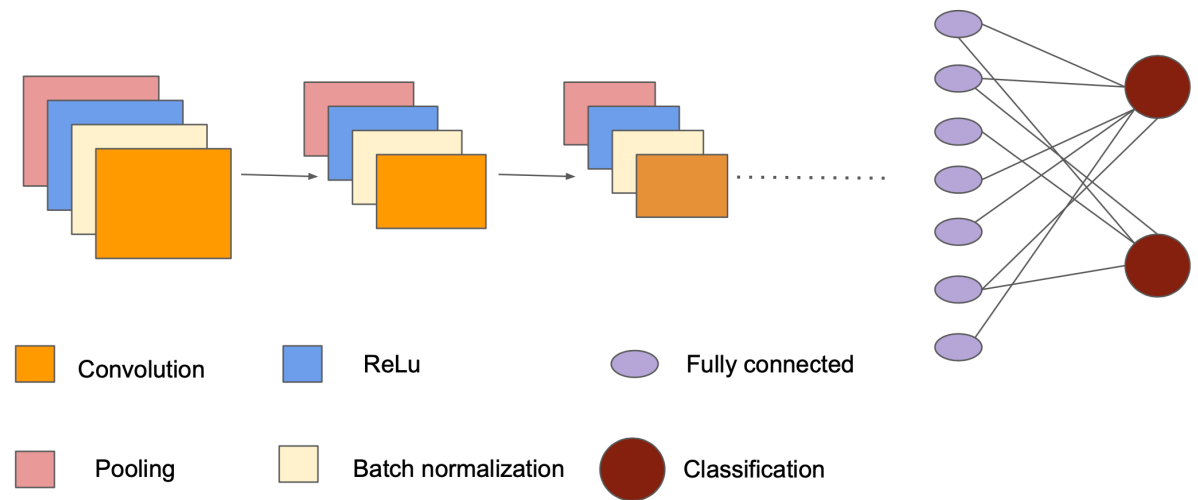 Convolution
ReLu
Fully connected
Pooling
Batch normalization
Classification